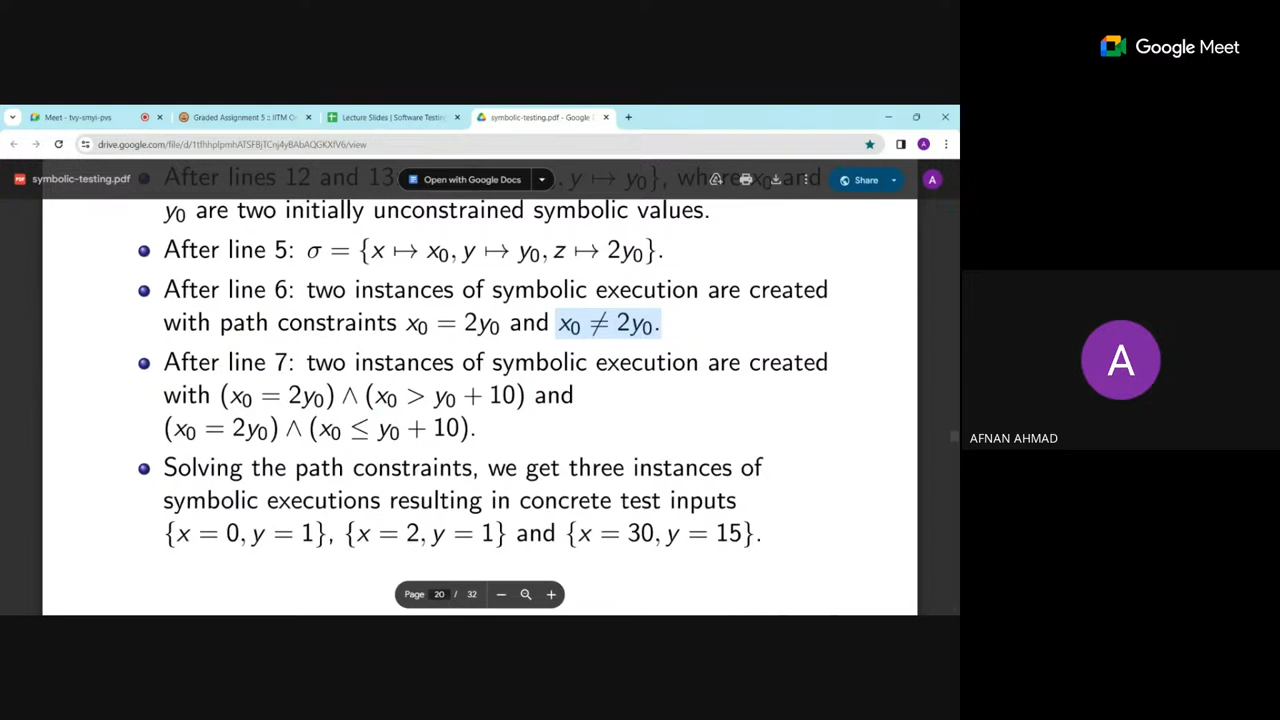 Google Meet
Meet - tvy-smyi-pvs
Graded Assignment 5 :: IITM O
Lecture Slides | Software Testing
symbolic-testing.pdf - Google D
drive.google.com/file/d/1tfhhplpmhATSFBjTCnj4yBAbAQGKXfV6/view
symbolic-testing.pdf
Open with Google Docs
Share
A
After lines 12 and 13 , y ↦ y₀}, where x₀ and
y₀ are two initially unconstrained symbolic values.
After line 5: σ = {x ↦ x₀, y ↦ y₀, z ↦ 2y₀}.
After line 6: two instances of symbolic execution are created
with path constraints x₀ = 2y₀ and x₀ ≠ 2y₀.
After line 7: two instances of symbolic execution are created
with (x₀ = 2y₀) ∧ (x₀ > y₀ + 10) and
(x₀ = 2y₀) ∧ (x₀ ≤ y₀ + 10).
Solving the path constraints, we get three instances of
symbolic executions resulting in concrete test inputs
{x = 0, y = 1}, {x = 2, y = 1} and {x = 30, y = 15}.
Page 20 / 32
A
AFNAN AHMAD